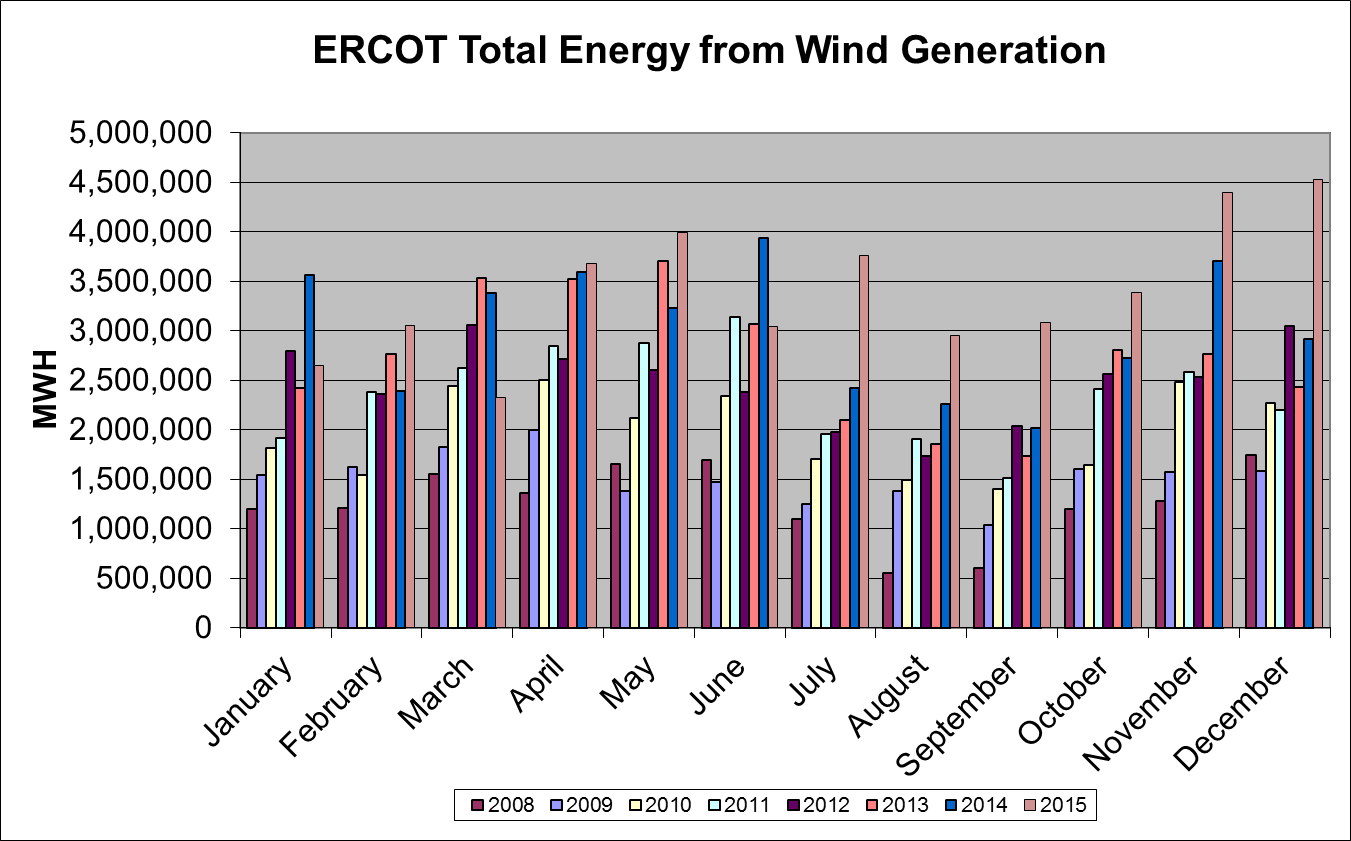 ERCOT Total Energy from Wind Generation
5,000,000
4,500,000
4,000,000
3,500,000
3,000,000
2,500,000
2,000,000
1,500,000
1,000,000
500,000
0
MWH
January
February
March
April
May
June
July
August
September
October
November
December
2008 2009 2010 2011 2012 2013 2014 2015